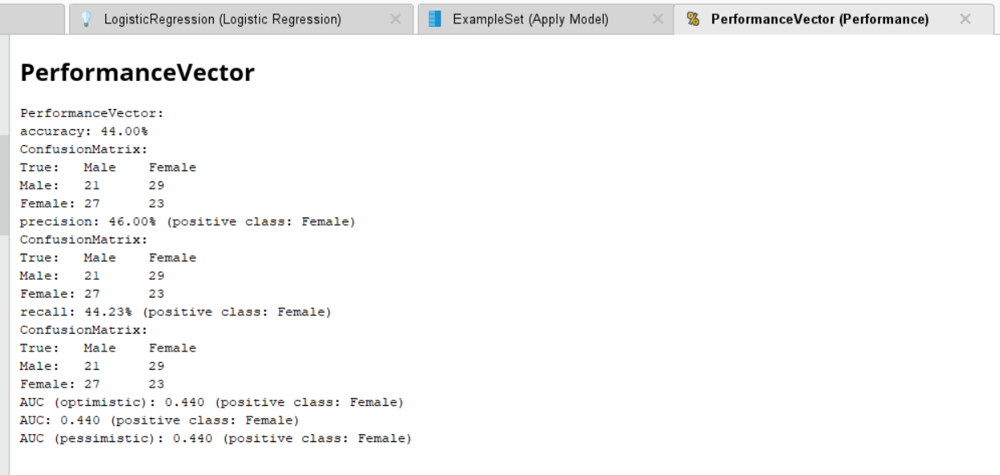 LogisticRegression (Logistic Regression)
ExampleSet (Apply Model)
PerformanceVector (Performance)
PerformanceVector
PerformanceVector:
accuracy: 44.00%
ConfusionMatrix:
True: Male Female
Male: 21 29
Female: 27 23
precision: 46.00% (positive class: Female)
ConfusionMatrix:
True: Male Female
Male: 21 29
Female: 27 23
recall: 44.23% (positive class: Female)
ConfusionMatrix:
True: Male Female
Male: 21 29
Female: 27 23
AUC (optimistic): 0.440 (positive class: Female)
AUC: 0.440 (positive class: Female)
AUC (pessimistic): 0.440 (positive class: Female)